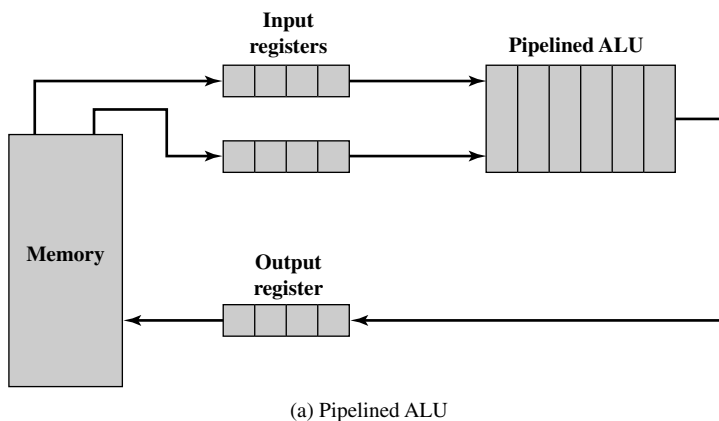 Input
registers
Pipelined ALU
Memory
Output
register
(a) Pipelined ALU